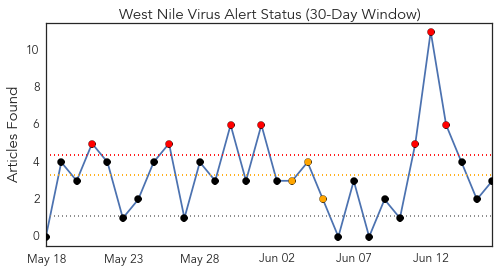 West Nile Virus Alert Status (30-Day Window)
Articles Found
10
8
6
4
2
0
May 18 May 23 May 28 Jun 02 Jun 07 Jun 12